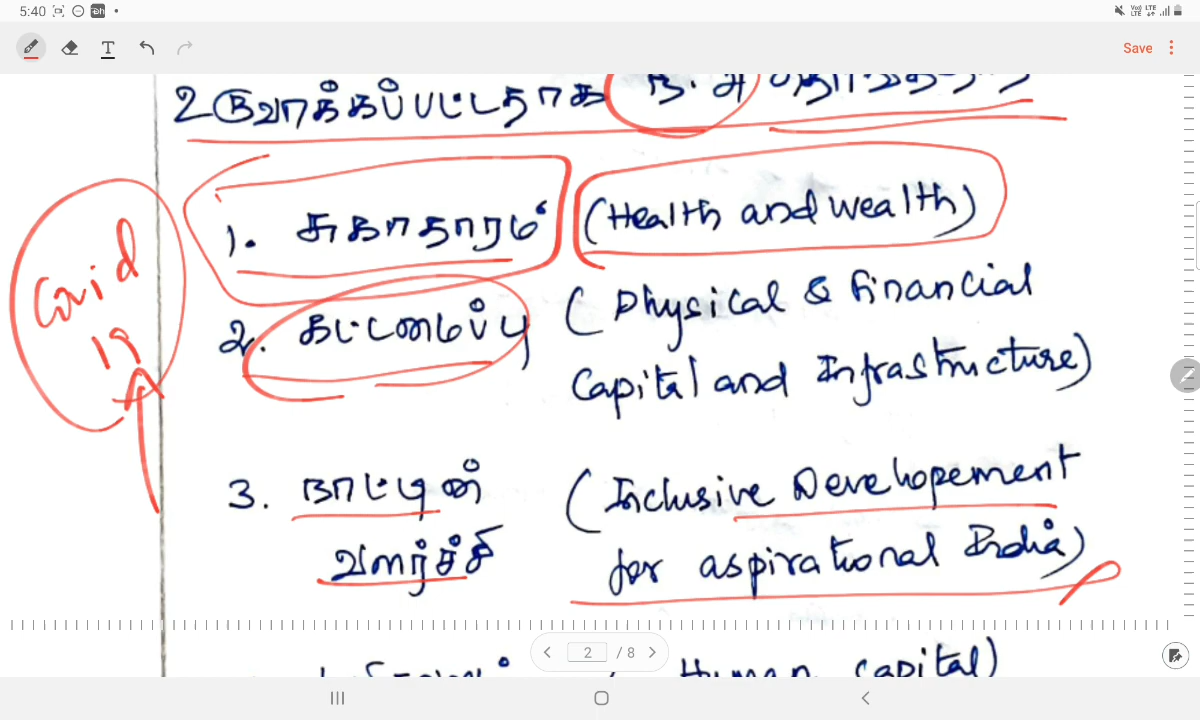 5:40
Save
உருவாக்கப்பட்டதாக
1. சுகாதாரம் (Health and wealth)
Covid
19
2. கட்டமைப்பு (Physical & Financial
Capital and Infrastructure)
3. நாட்டின் (Inclusive Developement
வளர்ச்சி for aspirational India)
Human capital)
2 / 8